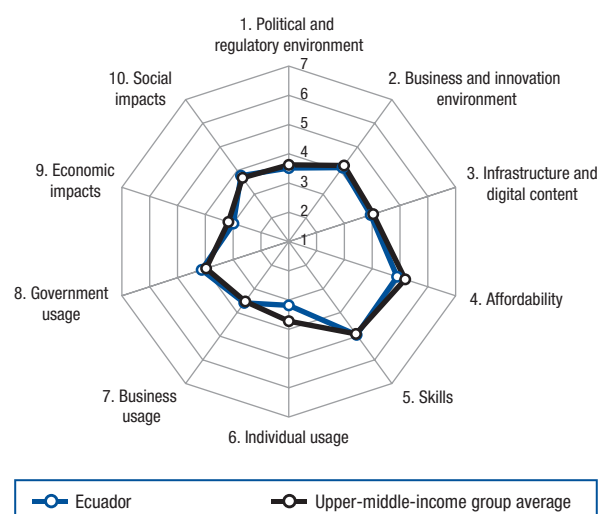 1. Political and
regulatory environment
7
10. Social
impacts
2. Business and innovation
environment
6
5
4
9. Economic
impacts
3. Infrastructure and
digital content
3
2
1
8. Government
usage
4. Affordability
7. Business
usage
5. Skills
6. Individual usage
Ecuador
Upper-middle-income group average